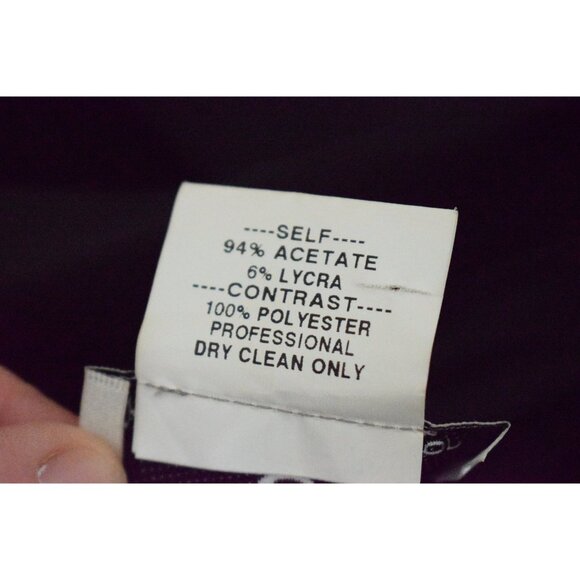 ----SELF----
94% ACETATE
6% LYCRA
----CONTRAST----
100% POLYESTER
PROFESSIONAL
DRY CLEAN ONLY